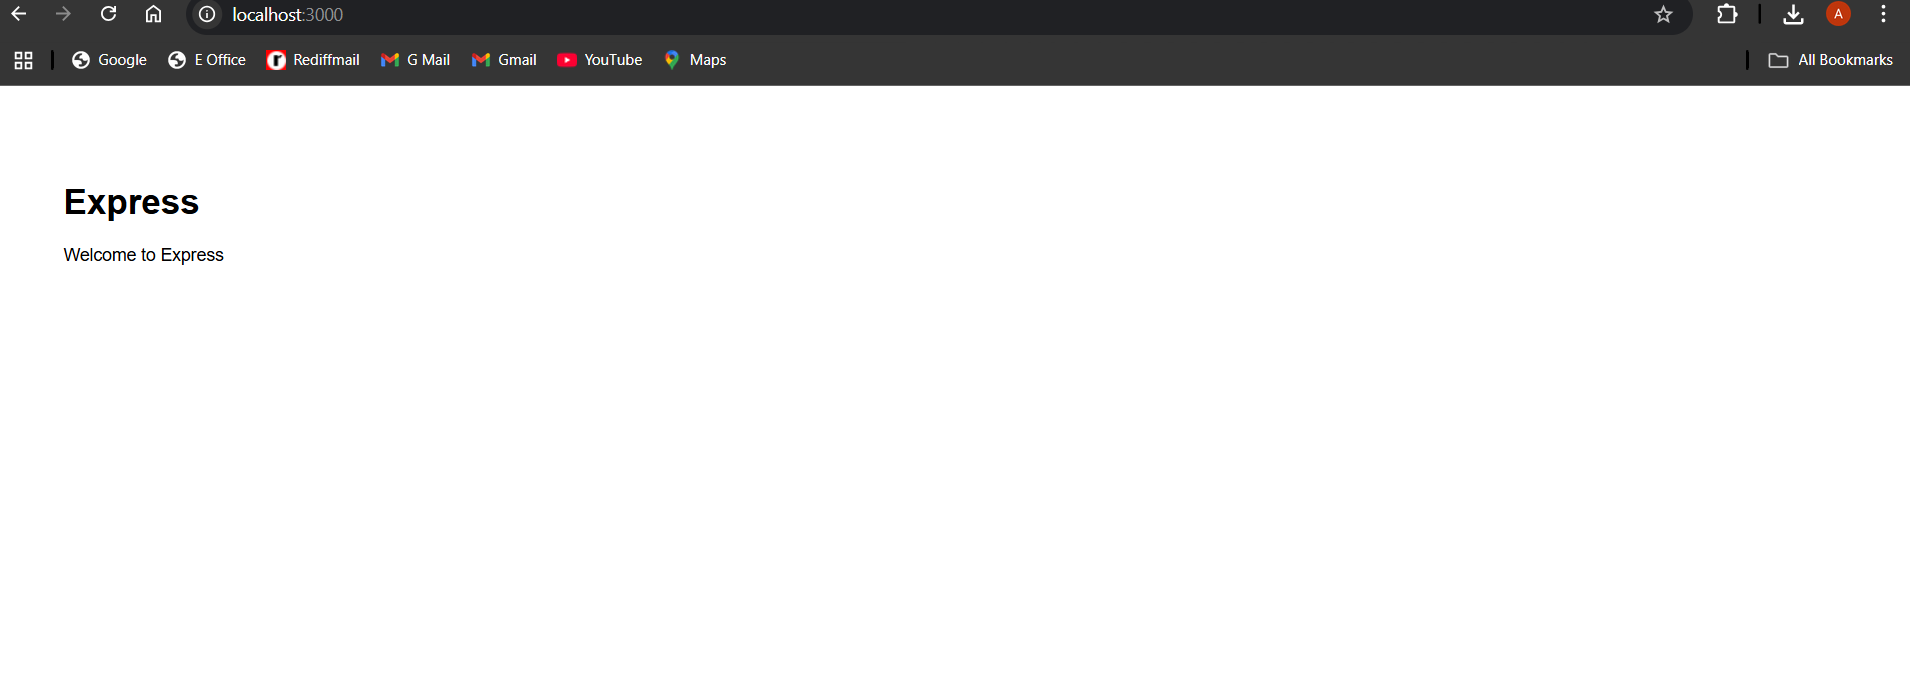 localhost:3000
A
Google E Office Rediffmail G Mail Gmail YouTube Maps All Bookmarks
Express
Welcome to Express